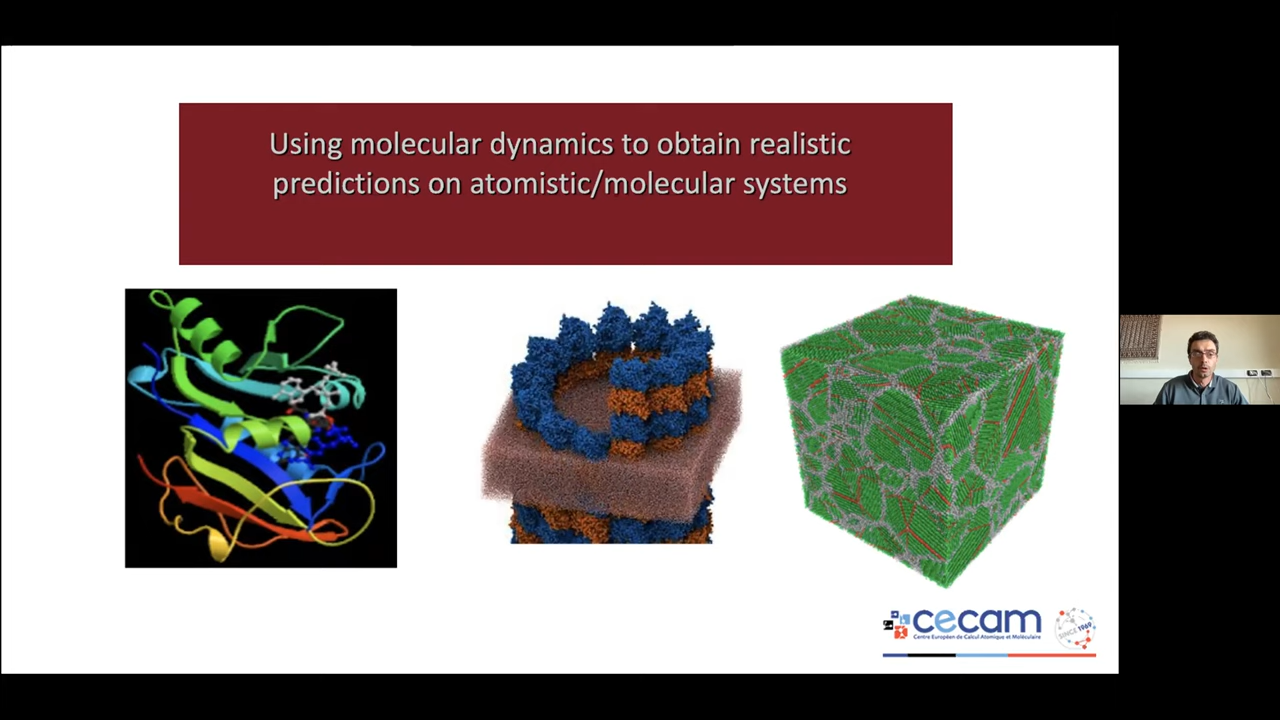 Using molecular dynamics to obtain realistic
predictions on atomistic/molecular systems
cecam
Centre Européen de Calcul Atomique et Moléculaire
SINCE 1969